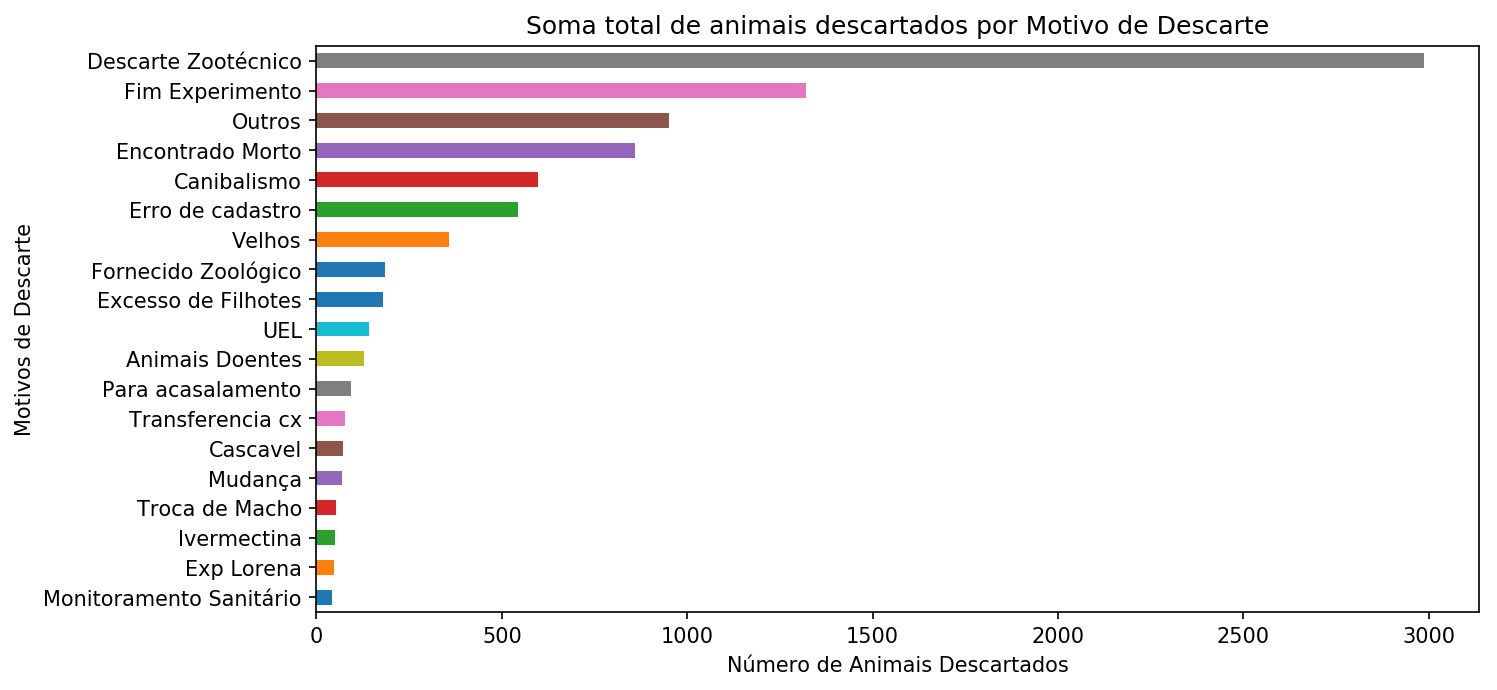 Soma total de animais descartados por Motivo de Descarte
Motivos de Descarte
Descarte Zootécnico
Fim Experimento
Outros
Encontrado Morto
Canibalismo
Erro de cadastro
Velhos
Fornecido Zoológico
Excesso de Filhotes
UEL
Animais Doentes
Para acasalamento
Transferencia cx
Cascavel
Mudança
Troca de Macho
Ivermectina
Exp Lorena
Monitoramento Sanitário
0 500 1000 1500 2000 2500 3000
Número de Animais Descartados